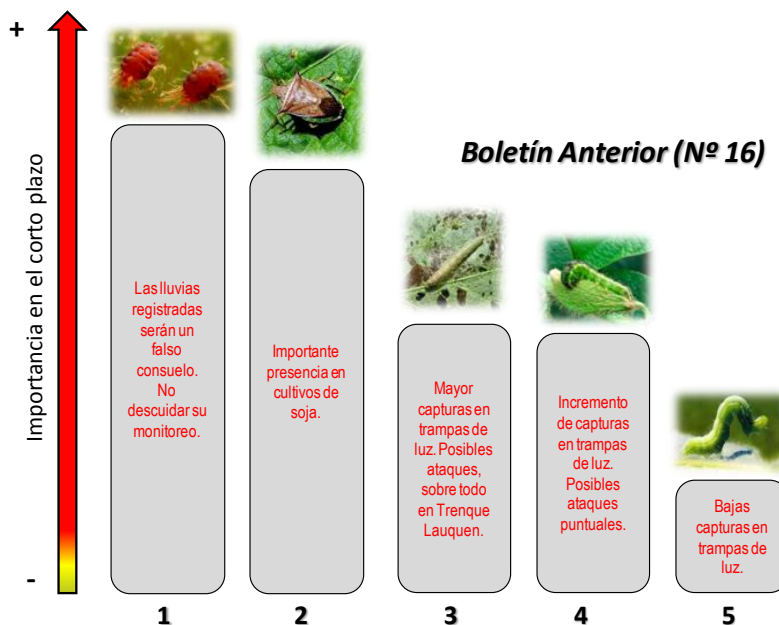 +
Importancia en el corto plazo
-
Boletín Anterior (Nº 16)
Las lluvias
registradas
serán un
falso
consuelo.
No
descuidar su
monitoreo.
Importante
presencia en
cultivos de
soja.
Mayor
capturas en
trampas de
luz. Posibles
ataques,
sobre todo
en Trenque
Lauquen.
Incremento
de capturas
en trampas
de luz.
Posibles
ataques
puntuales.
Bajas
capturas en
trampas de
luz.
1
2
3
4
5